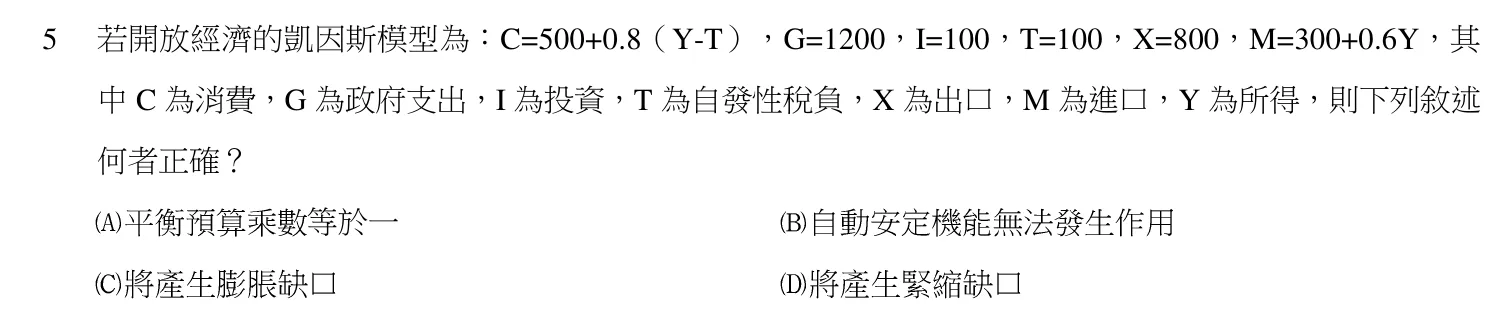 5 若開放經濟的凱因斯模型為：C=500+0.8（Y-T），G=1200，I=100，T=100，X=800，M=300+0.6Y，其
中 C 為消費，G 為政府支出，I 為投資，T 為自發性稅負，X 為出口，M 為進口，Y 為所得，則下列敘述
何者正確？
⑷平衡預算乘數等於一 (B)自動安定機能無法發生作用
(C)將產生膨脹缺口 (D)將產生緊縮缺口